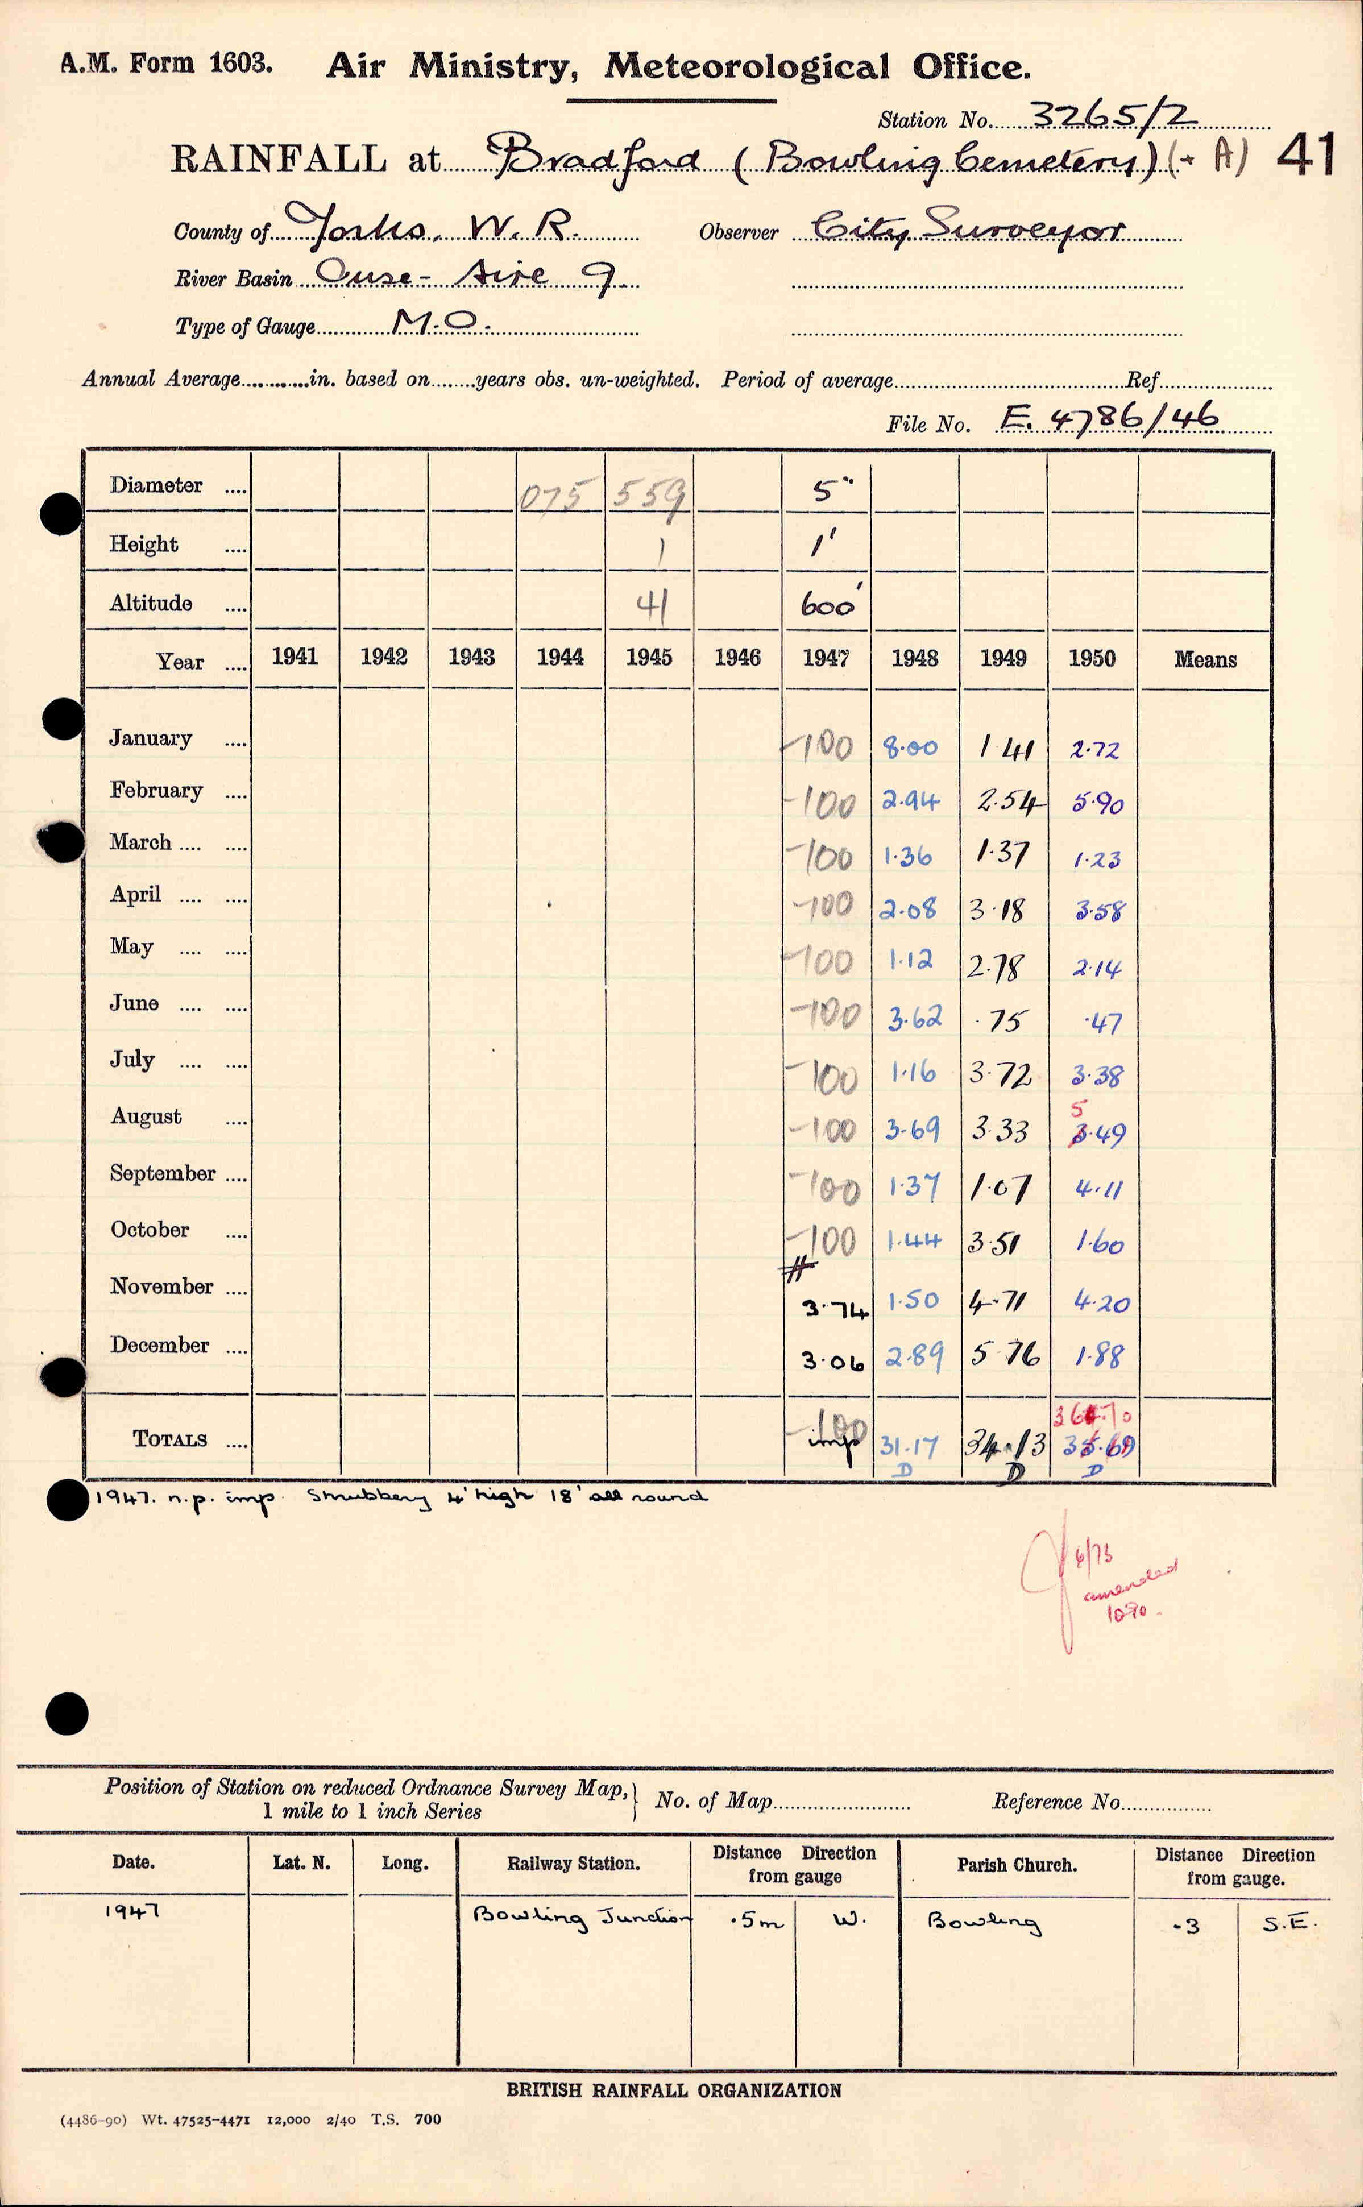 A.M. Form 1603. Air Ministry, Meteorological Office.
Station No. 3265/2
RAINFALL at Bradford (Bowling Cemetery) (+ A) 41
County of Yorks, W.R. Observer City Surveyor
River Basin Ouse - Aire 9
Type of Gauge M.O.
Annual Average in. based on years obs. un-weighted. Period of average Ref.
File No. E. 4786/46
Diameter .... 075 559 5"
Height .... 1 1'
Altitude .... 41 600'
Year .... 1941 1942 1943 1944 1945 1946 1947 1948 1949 1950 Means
January .... -100 8.00 1.41 2.72
February .... -100 2.94 2.54 5.90
March .... .... -100 1.36 1.37 1.23
April .... .... -100 2.08 3.18 3.58
May .... .... -100 1.12 2.78 2.14
June .... .... -100 3.62 .75 .47
July .... .... -100 1.16 3.72 3.38
5
August .... -100 3.69 3.33 3.49
September .... -100 1.37 1.07 4.11
October .... -100 1.44 3.51 1.60
November .... 3.74 1.50 4.71 4.20
December .... 3.06 2.89 5.76 1.88
-100
TOTALS .... imp 31.17 34.13
D D D
1947. n.p. imp. Shrubbery 4' high 18' all round
6/73
amended
Position of Station on reduced Ordnance Survey Map,
1 mile to 1 inch Series
No. of Map Reference No.
Date. Lat. N. Long. Railway Station. Distance Direction from gauge Parish Church. Distance Direction from gauge.
1947 Bowling Junction .5m W. Bowling .3 S.E.
BRITISH RAINFALL ORGANIZATION
(4486-90) Wt. 47525-4471 12,000 2/40 T.S. 700